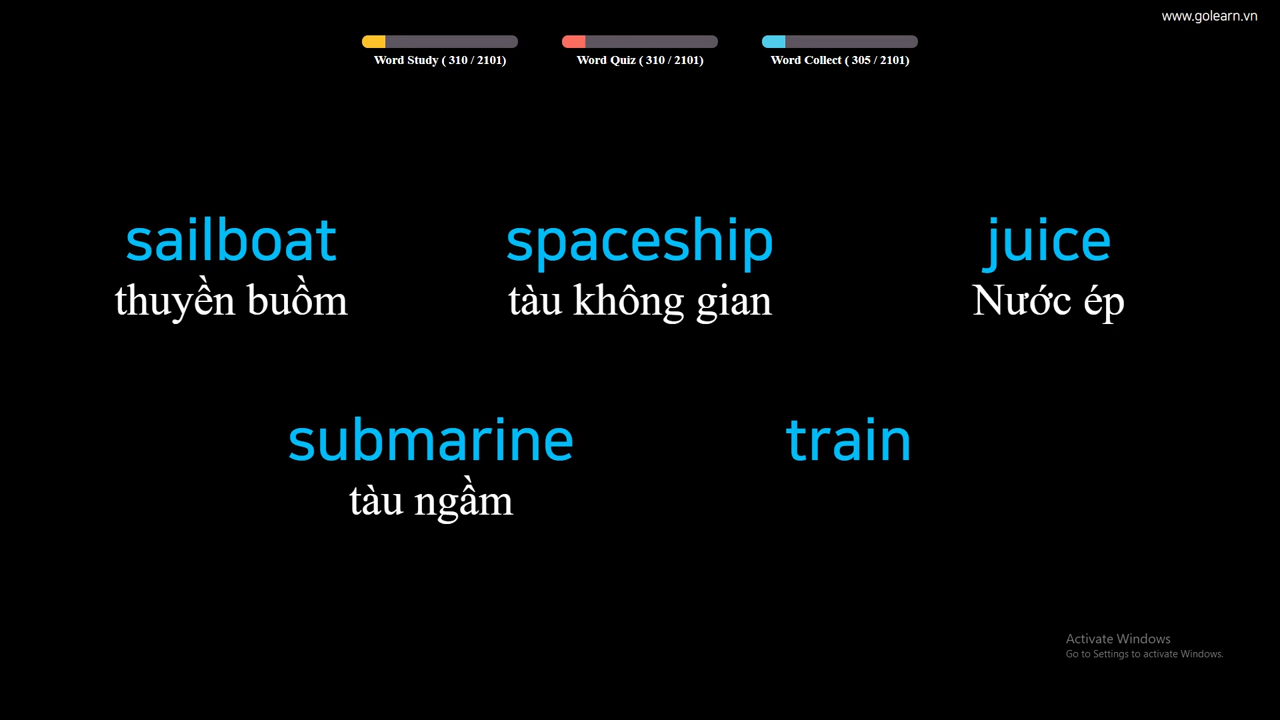 www.golearn.vn
Word Study ( 310 / 2101)
Word Quiz ( 310 / 2101)
Word Collect ( 305 / 2101)
sailboat
thuyền buồm
spaceship
tàu không gian
juice
Nước ép
submarine
tàu ngầm
train
Activate Windows
Go to Settings to activate Windows.